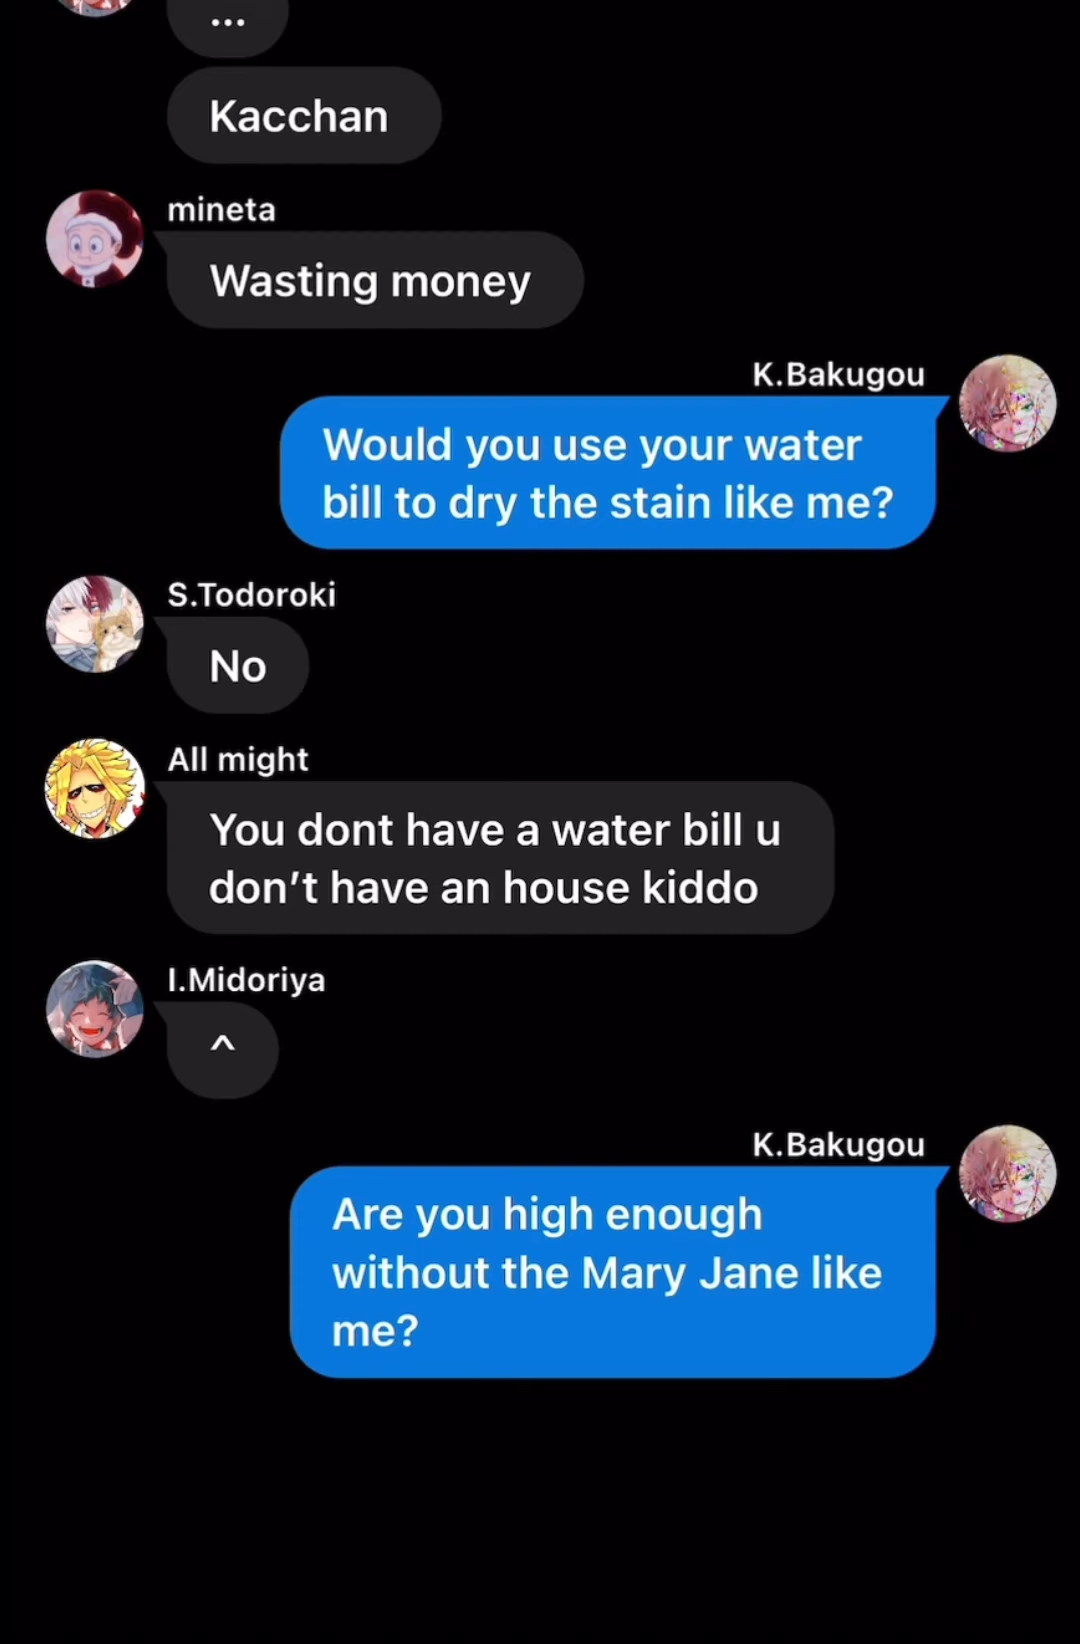 ...
Kacchan
mineta
Wasting money
K.Bakugou
Would you use your water
bill to dry the stain like me?
S.Todoroki
No
All might
You dont have a water bill u
don’t have an house kiddo
I.Midoriya
^
K.Bakugou
Are you high enough
without the Mary Jane like
me?